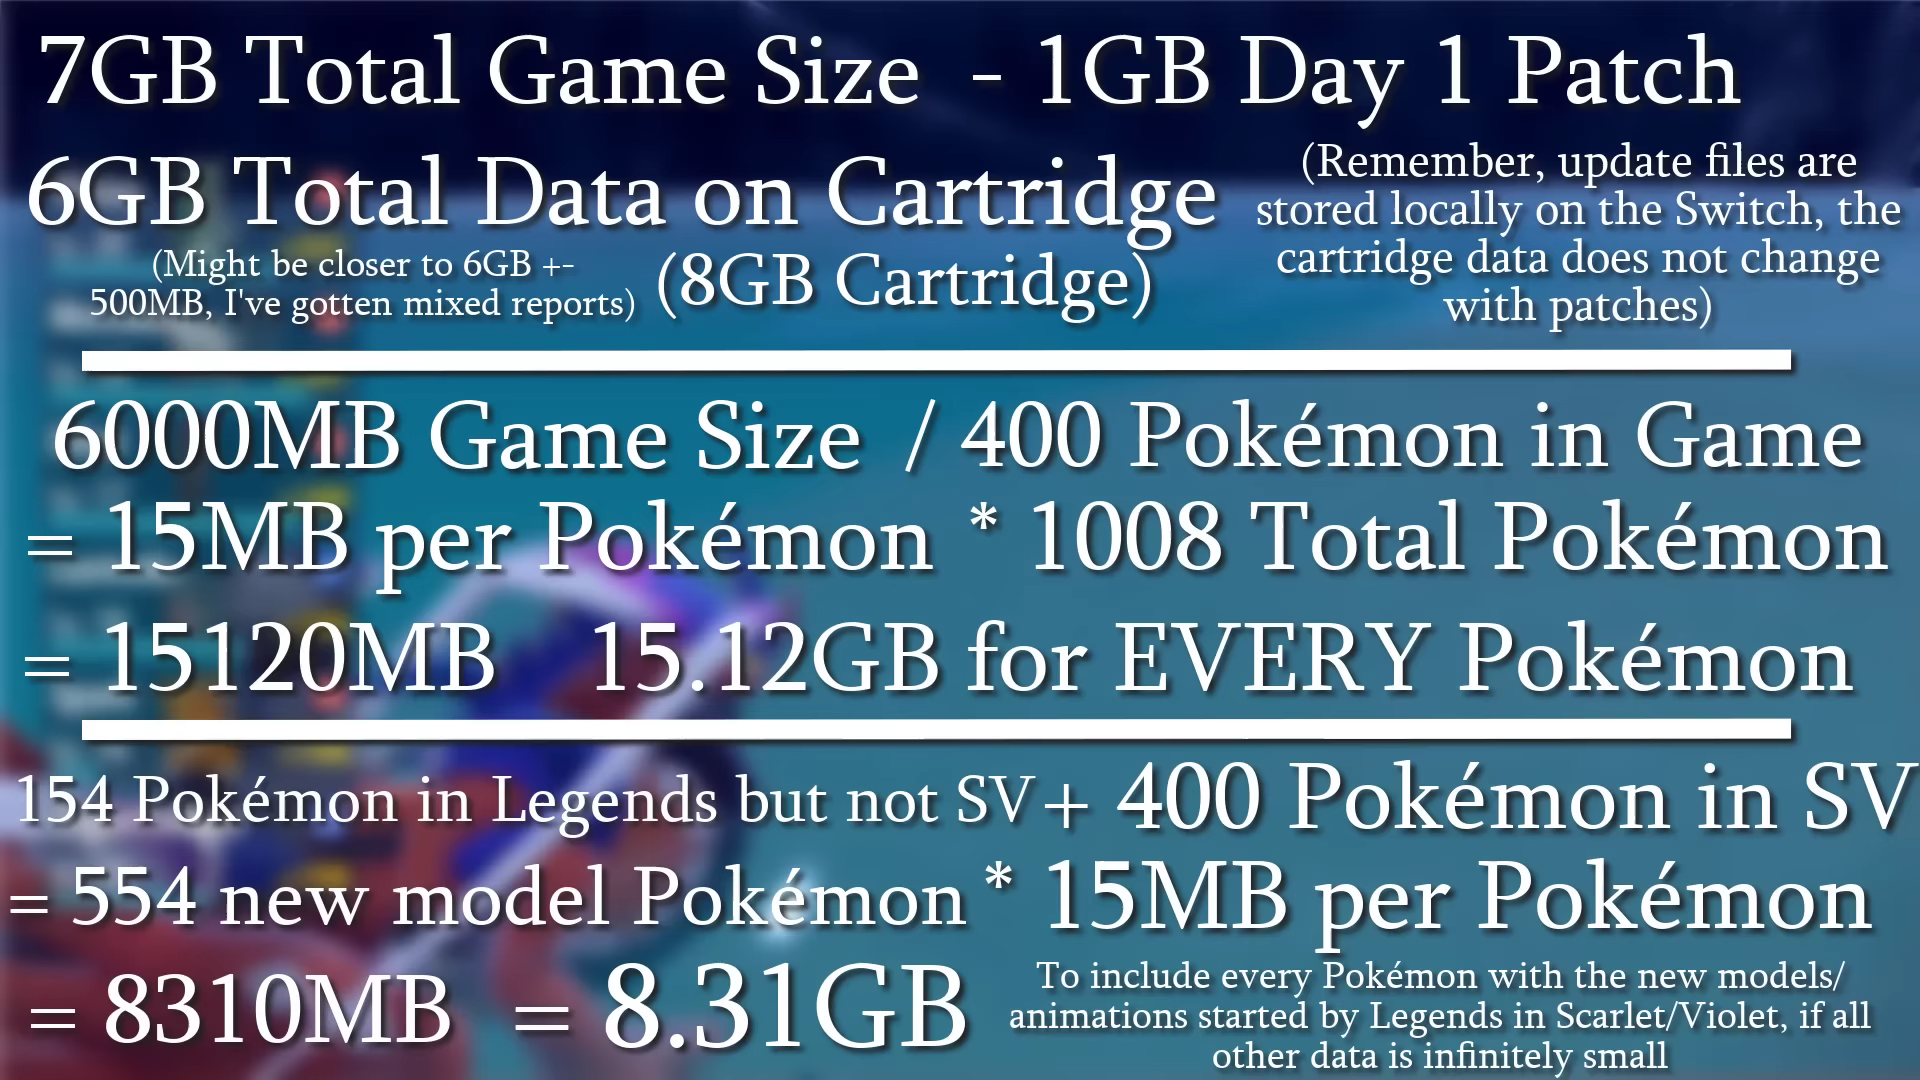 7GB Total Game Size - 1GB Day 1 Patch
6GB Total Data on Cartridge
(Might be closer to 6GB +-
500MB, I've gotten mixed reports)
(8GB Cartridge)
(Remember, update files are
stored locally on the Switch, the
cartridge data does not change
with patches)
6000MB Game Size / 400 Pokémon in Game
= 15MB per Pokémon * 1008 Total Pokémon
= 15120MB 15.12GB for EVERY Pokémon
154 Pokémon in Legends but not SV + 400 Pokémon in SV
= 554 new model Pokémon * 15MB per Pokémon
= 8310MB = 8.31GB
To include every Pokémon with the new models/
animations started by Legends in Scarlet/Violet, if all
other data is infinitely small